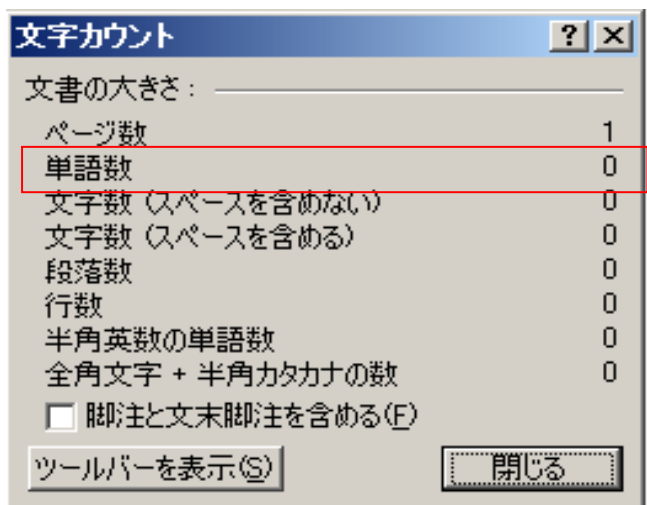 文字カウント
文書の大きさ:
ページ数 1
単語数 0
文字数 (スペースを含めない) 0
文字数 (スペースを含める) 0
段落数 0
行数 0
半角英数の単語数 0
全角文字 + 半角カタカナの数 0
脚注と文末脚注を含める(F)
ツールバーを表示(S) 閉じる